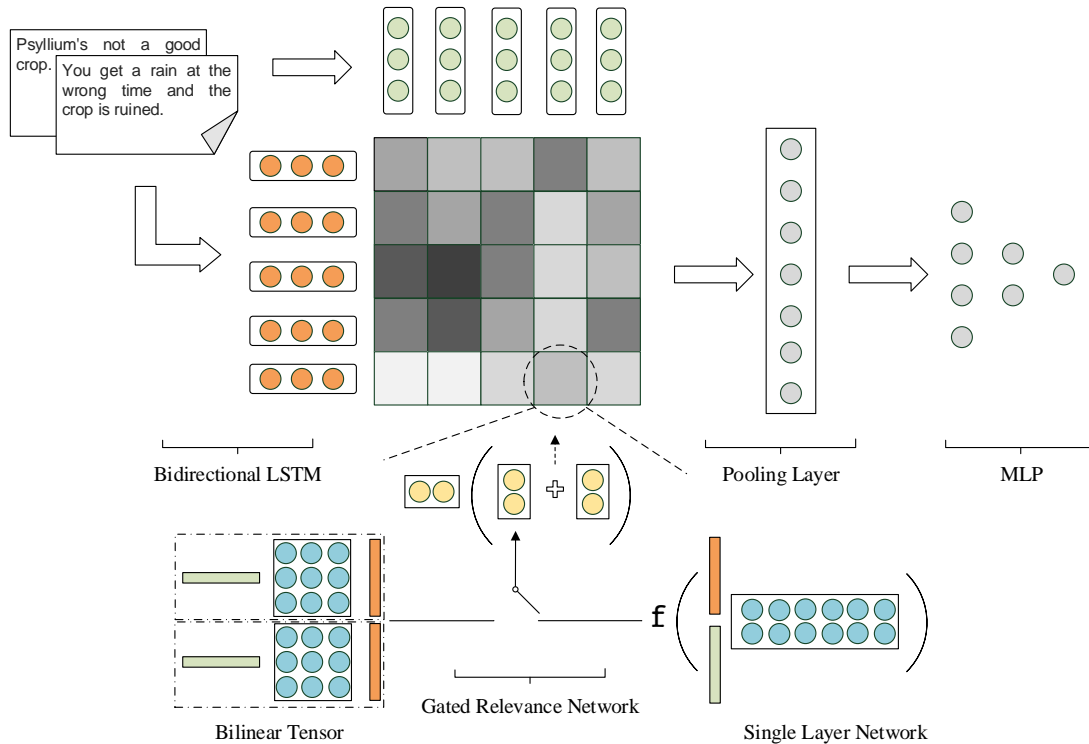 Psyllium's not a good
crop.
You get a rain at the
wrong time and the
crop is ruined.
Bidirectional LSTM
Pooling Layer
MLP
f
Gated Relevance Network
Bilinear Tensor
Single Layer Network